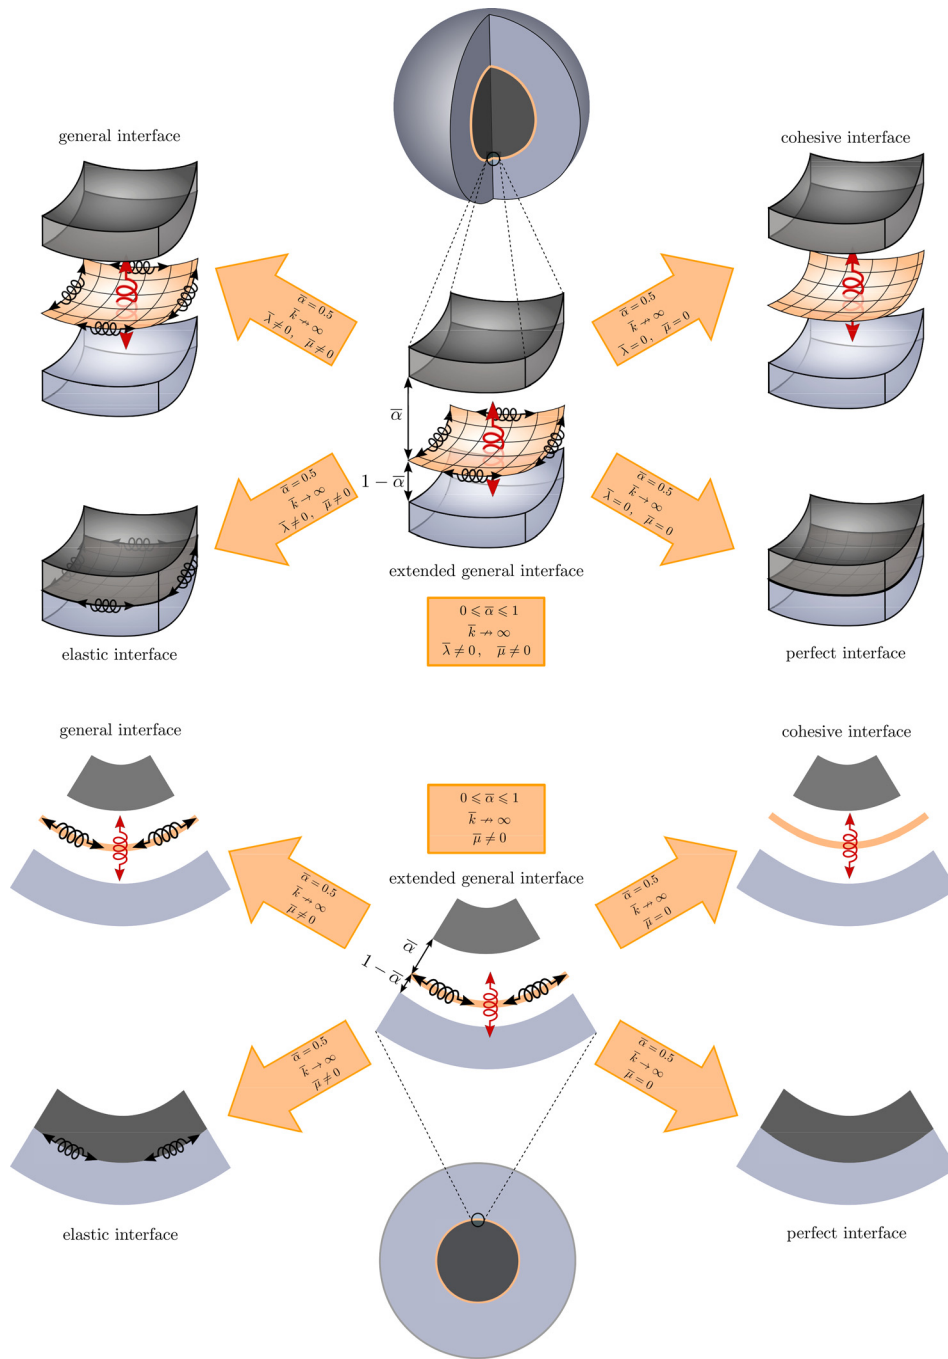 general interface
cohesive interface
α̅ = 0.5
k̅ ↛ ∞
λ̅ ≠ 0, μ̅ ≠ 0
α̅ = 0.5
k̅ ↛ ∞
λ̅ = 0, μ̅ = 0
α̅
1 − α̅
α̅ = 0.5
k̅ → ∞
λ̅ ≠ 0, μ̅ ≠ 0
α̅ = 0.5
k̅ → ∞
λ̅ = 0, μ̅ = 0
extended general interface
0 ⩽ α̅ ⩽ 1
k̅ ↛ ∞
λ̅ ≠ 0, μ̅ ≠ 0
elastic interface
perfect interface
general interface
cohesive interface
0 ⩽ α̅ ⩽ 1
k̅ ↛ ∞
μ̅ ≠ 0
extended general interface
α̅ = 0.5
k̅ ↛ ∞
μ̅ ≠ 0
α̅ = 0.5
k̅ ↛ ∞
μ̅ = 0
α̅
1 − α̅
α̅ = 0.5
k̅ → ∞
μ̅ ≠ 0
α̅ = 0.5
k̅ → ∞
μ̅ = 0
elastic interface
perfect interface